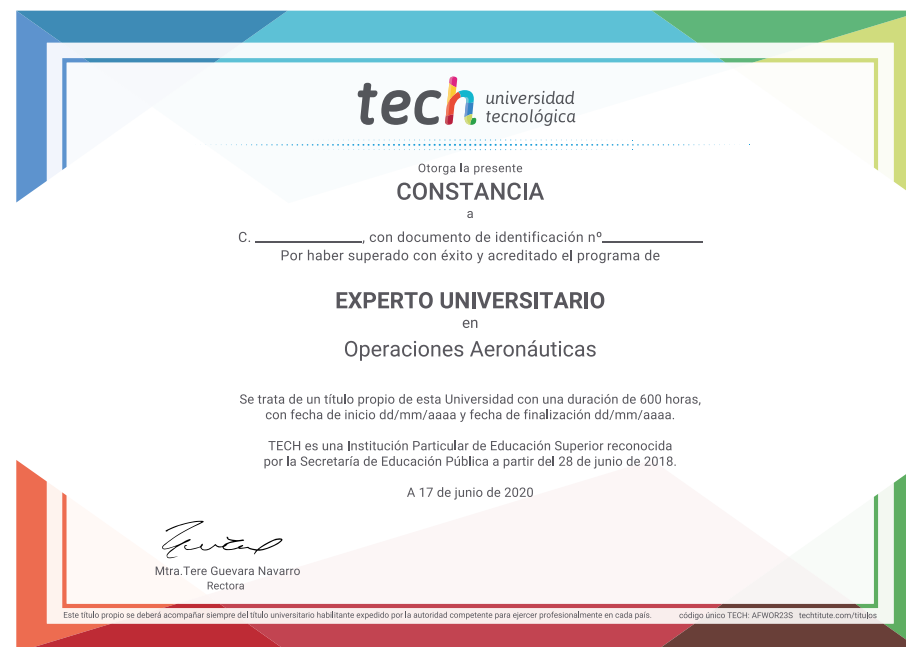 tech universidad
tecnológica
Otorga la presente
CONSTANCIA
a
C. ____________, con documento de identificación nº____________
Por haber superado con éxito y acreditado el programa de
EXPERTO UNIVERSITARIO
en
Operaciones Aeronáuticas
Se trata de un título propio de esta Universidad con una duración de 600 horas,
con fecha de inicio dd/mm/aaaa y fecha de finalización dd/mm/aaaa.
TECH es una Institución Particular de Educación Superior reconocida
por la Secretaría de Educación Pública a partir del 28 de junio de 2018.
A 17 de junio de 2020
Mtra.Tere Guevara Navarro
Rectora
Este título propio se deberá acompañar siempre del título universitario habilitante expedido por la autoridad competente para ejercer profesionalmente en cada país. código único TECH: AFWOR23S techtitute.com/títulos